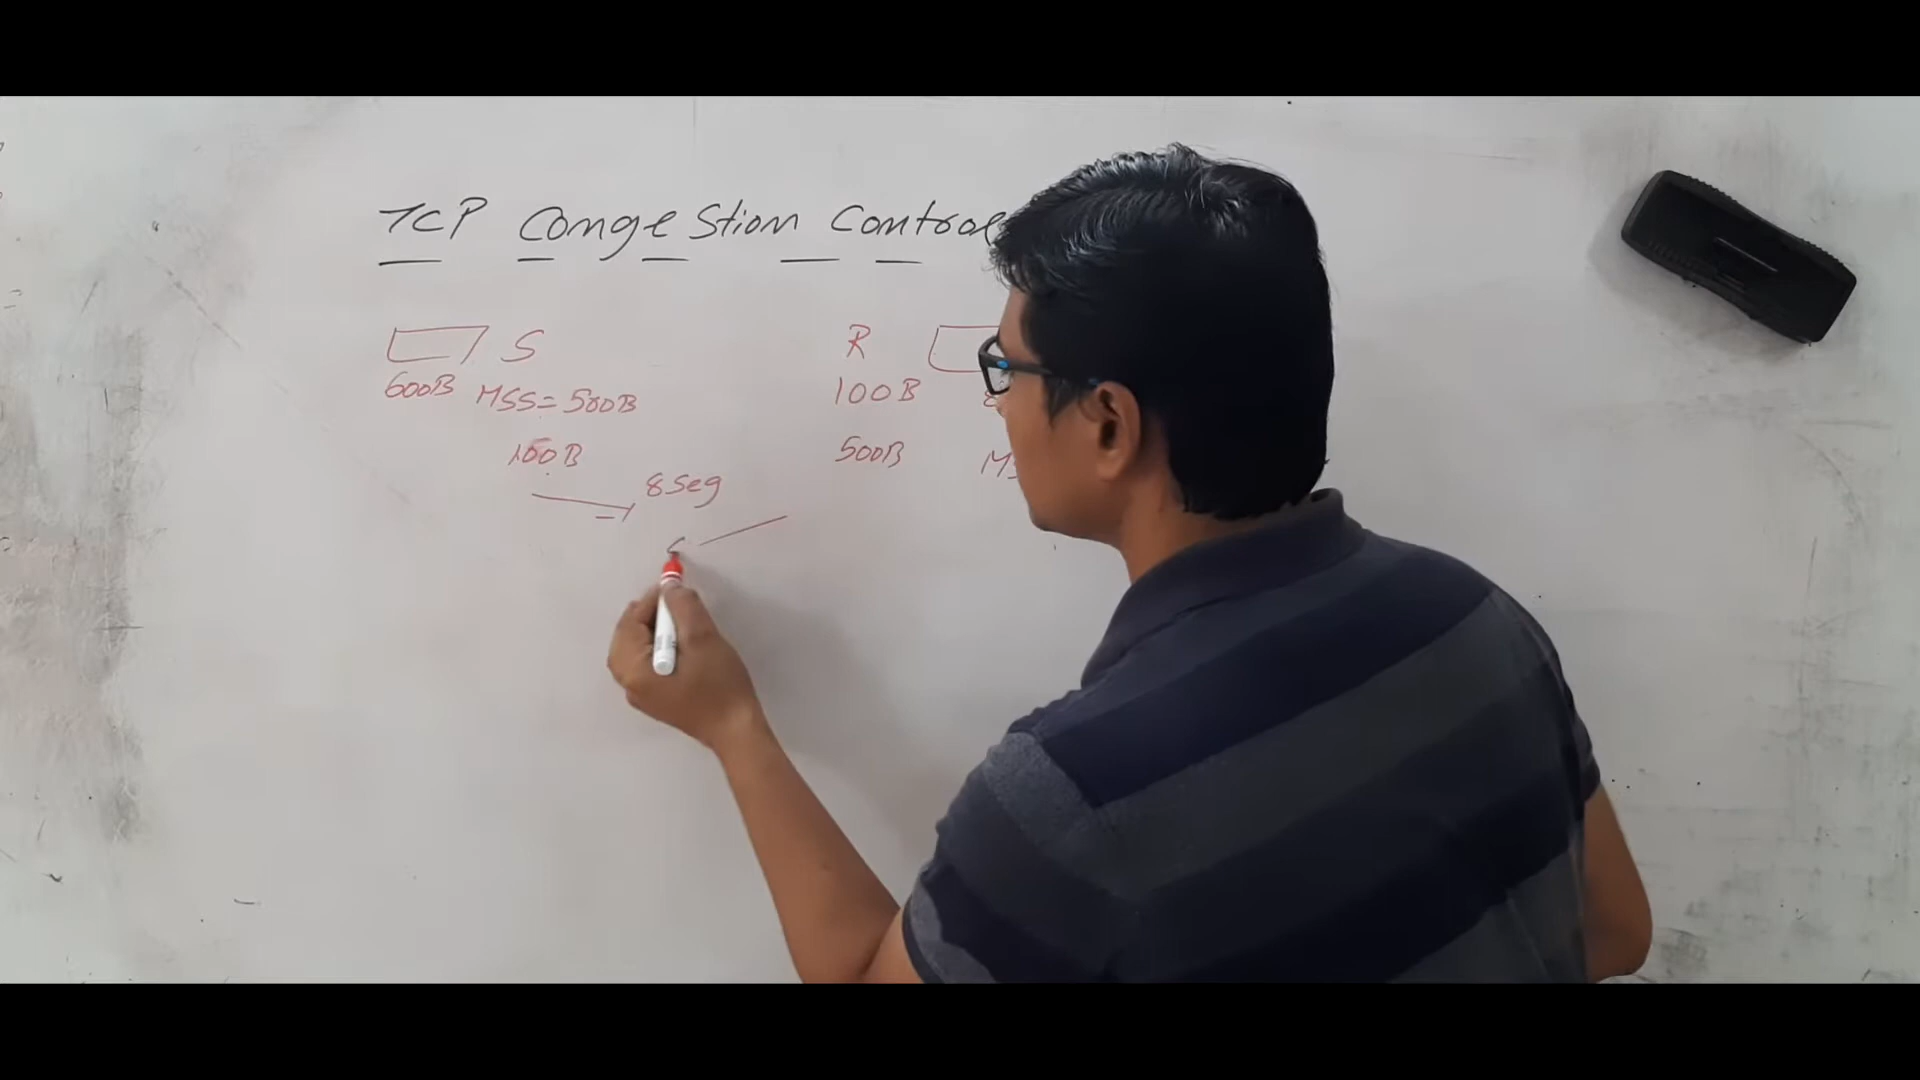 TCP Congestion Control
S R
600B MSS = 500B 100B
100B 500B
8 Seg